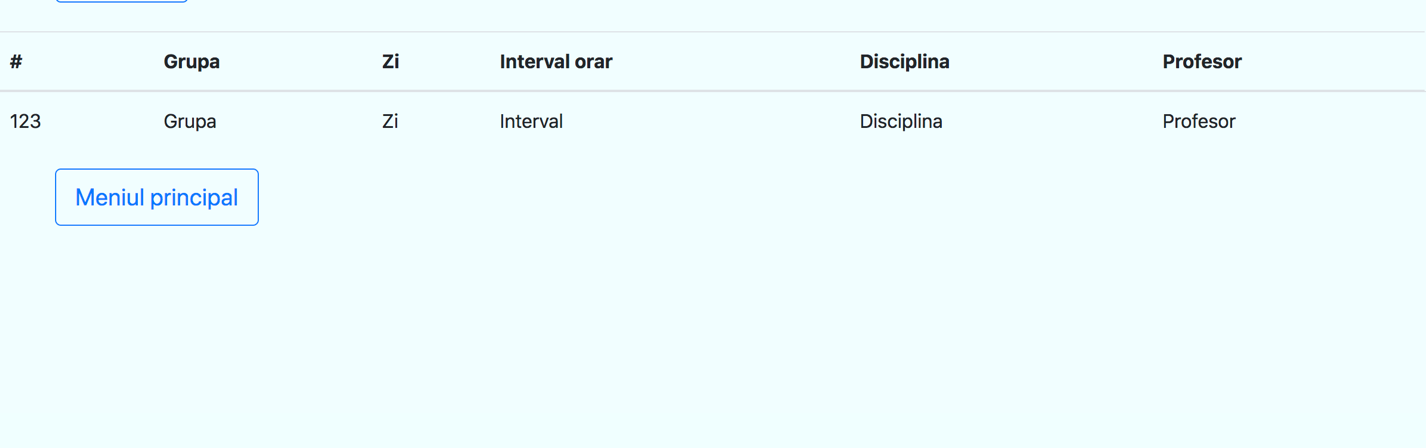 # Grupa Zi Interval orar Disciplina Profesor
123 Grupa Zi Interval Disciplina Profesor
Meniul principal